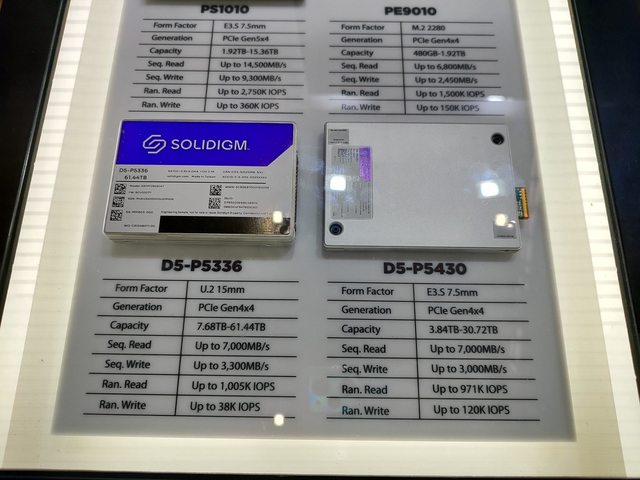 PS1010 PE9010
Form Factor E3.S 7.5mm Form Factor M.2 2280
Generation PCIe Gen5x4 Generation PCIe Gen4x4
Capacity 1.92TB-15.36TB Capacity 480GB-1.92TB
Seq. Read Up to 14,500MB/s Seq. Read Up to 6,800MB/s
Seq. Write Up to 9,300MB/s Seq. Write Up to 2,450MB/s
Ran. Read Up to 2,750K IOPS Ran. Read Up to 1,500K IOPS
Ran. Write Up to 360K IOPS Ran. Write Up to 150K IOPS
SOLIDIGM
D5-P5336
61.44TB
D5-P5336 D5-P5430
Form Factor U.2 15mm Form Factor E3.S 7.5mm
Generation PCIe Gen4x4 Generation PCIe Gen4x4
Capacity 7.68TB-61.44TB Capacity 3.84TB-30.72TB
Seq. Read Up to 7,000MB/s Seq. Read Up to 7,000MB/s
Seq. Write Up to 3,300MB/s Seq. Write Up to 3,000MB/s
Ran. Read Up to 1,005K IOPS Ran. Read Up to 971K IOPS
Ran. Write Up to 38K IOPS Ran. Write Up to 120K IOPS